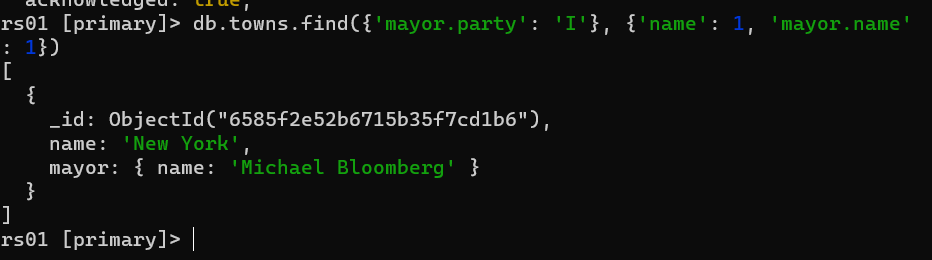 acknowledged: true,
rs01 [primary]> db.towns.find({'mayor.party': 'I'}, {'name': 1, 'mayor.name'
: 1})
[
  {
    _id: ObjectId("6585f2e52b6715b35f7cd1b6"),
    name: 'New York',
    mayor: { name: 'Michael Bloomberg' }
  }
]
rs01 [primary]>